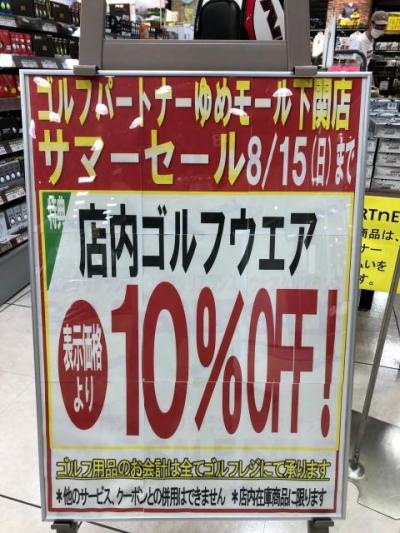 ゴルフパートナーゆめモール下関店
サマーセール8/15(日)まで
特典
店内ゴルフウエア
表示価格
より
10%OFF!
ゴルフ用品のお会計は全てゴルフレジにて承ります
*他のサービス、クーポンとの併用はできません *店内在庫商品に限ります